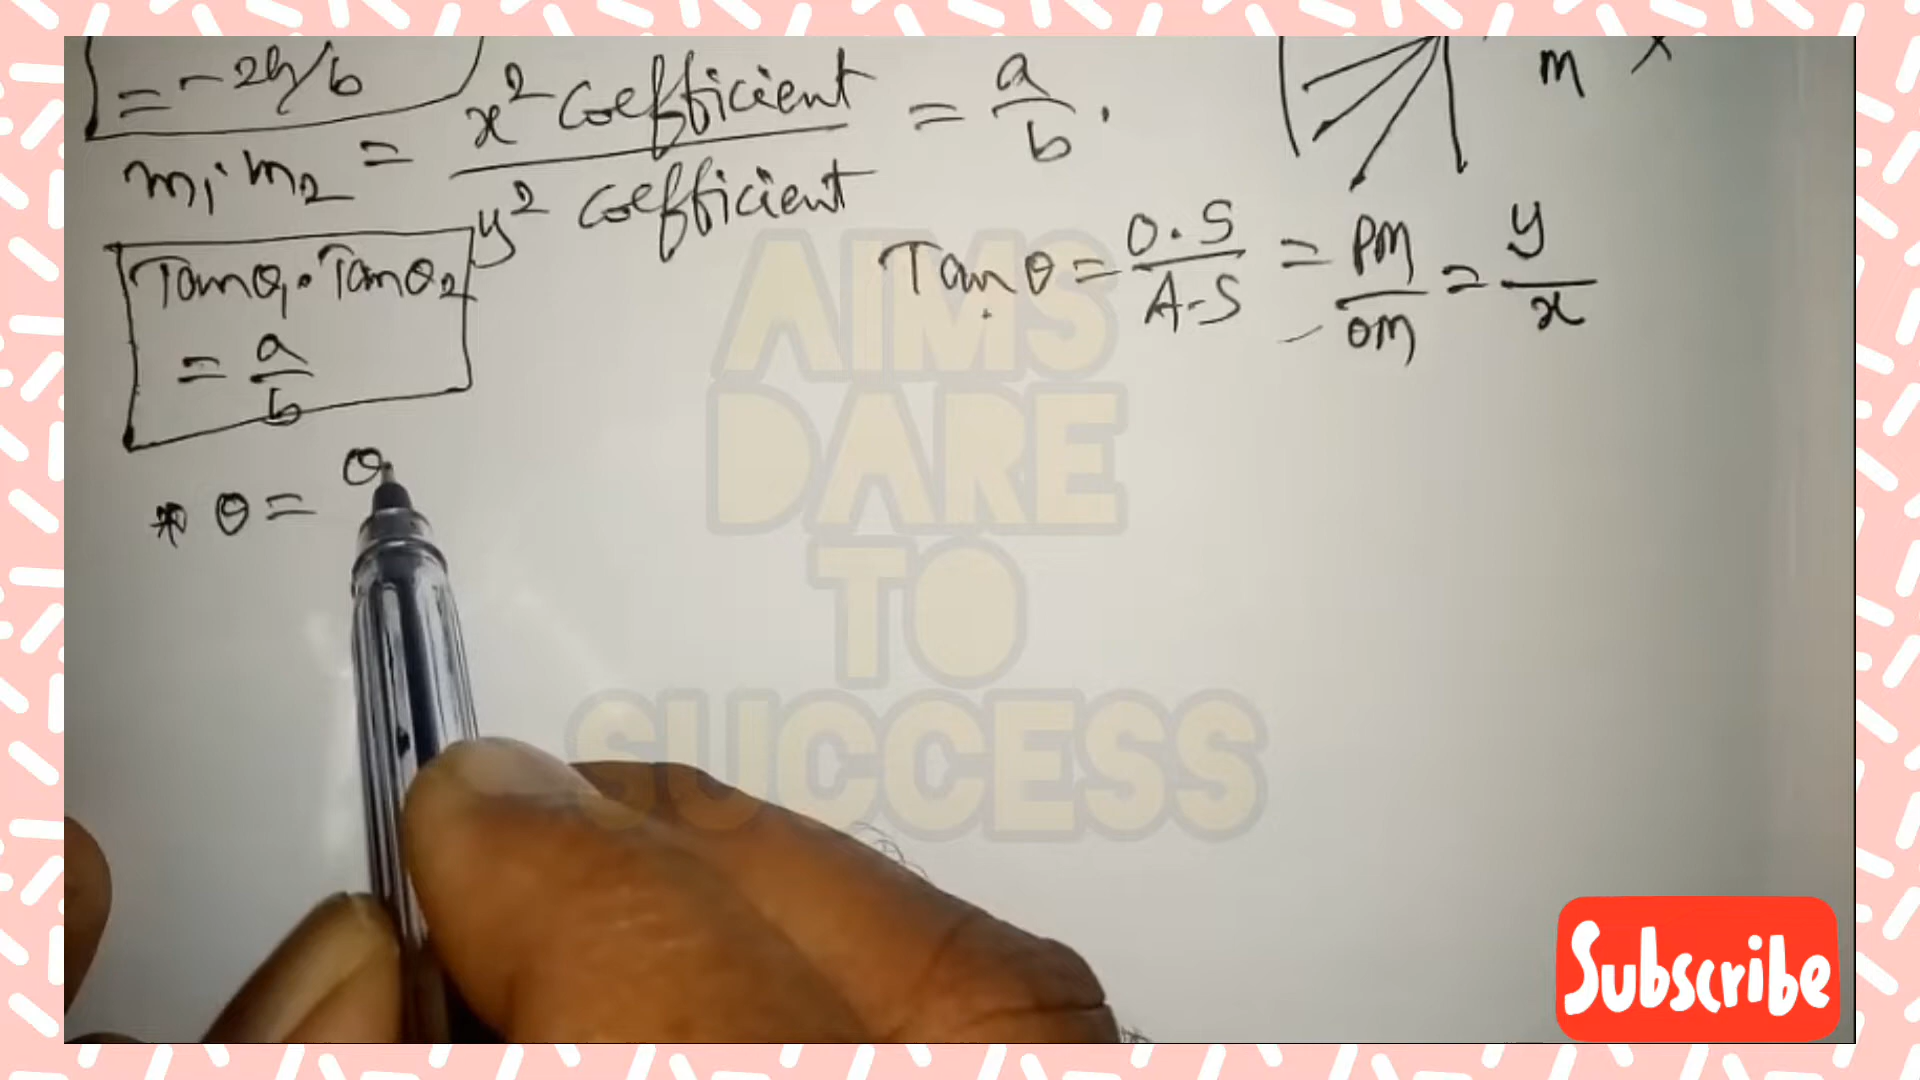 = -2h/b
m₁.m₂ = x² coefficient / y² coefficient = a/b .
Tanθ₁.Tanθ₂
= a/b
* θ = θ
m x
Tan θ = O.S/A-S = PM/OM = y/x
AIMS
DARE
TO
SUCCESS
Subscribe